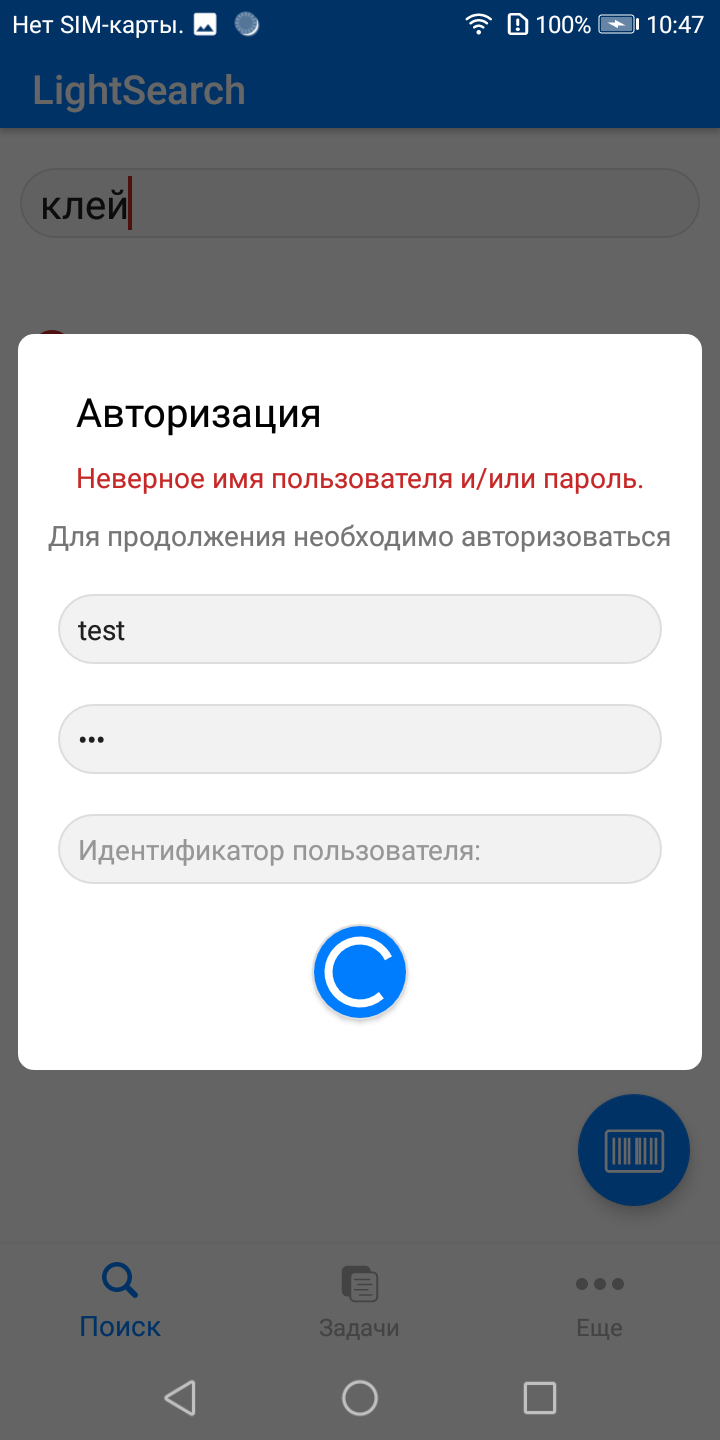 Нет SIM-карты. 100% 10:47
LightSearch
клей
Авторизация
Неверное имя пользователя и/или пароль.
Для продолжения необходимо авторизоваться
test
•••
Идентификатор пользователя:
Поиск Задачи Еще